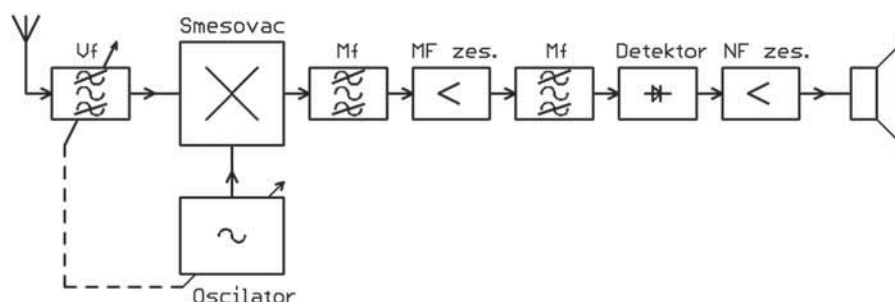 Smesovac
Vf
Mf
MF zes.
Mf
Detektor
NF zes.
Oscilator